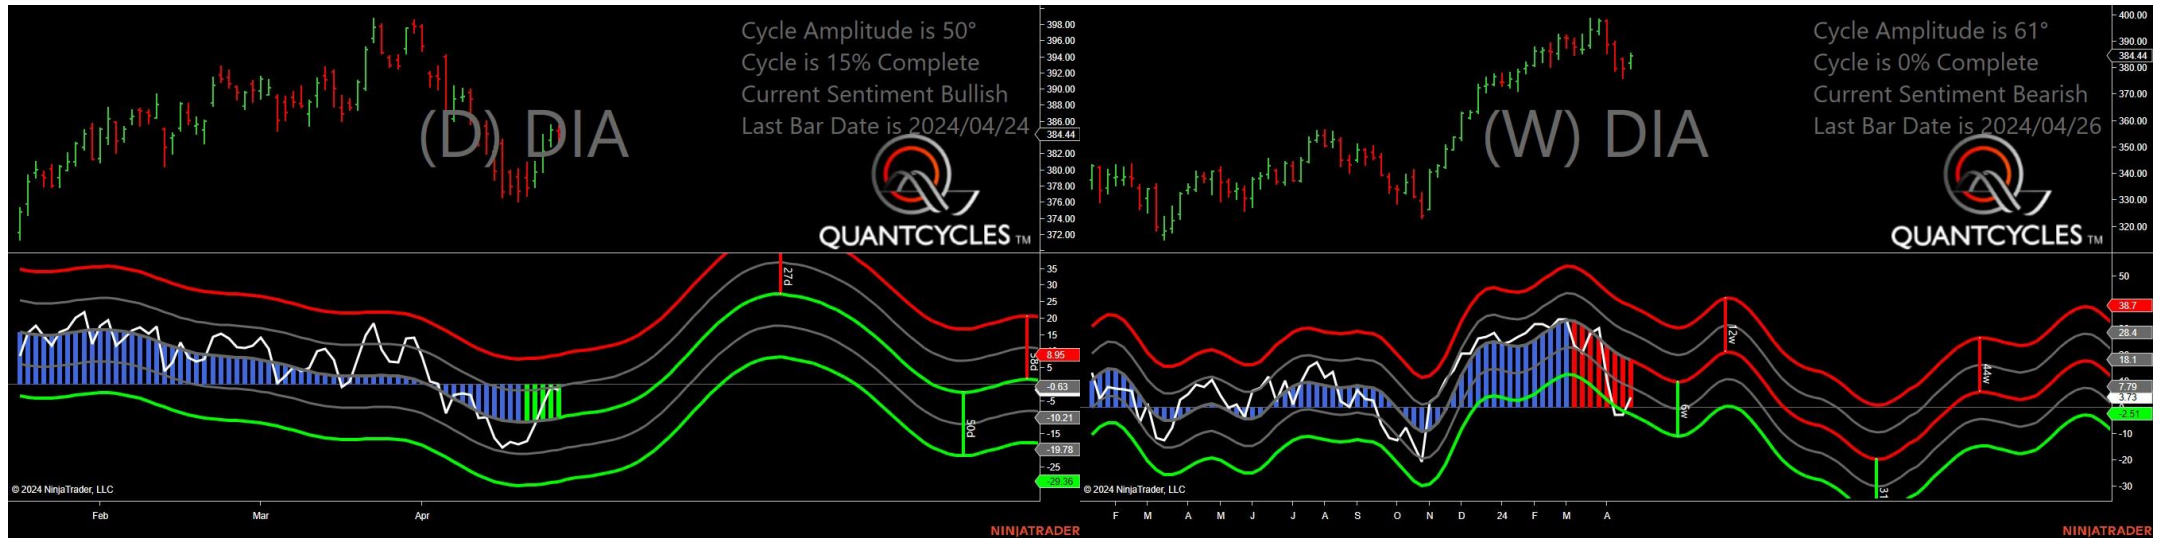 Cycle Amplitude is 50°
Cycle is 15% Complete
Current Sentiment Bullish
Last Bar Date is 2024/04/24
(D) DIA
QUANTCYCLES TM
398.00
396.00
394.00
392.00
390.00
388.00
386.00
384.44
382.00
380.00
378.00
376.00
374.00
372.00
27d
50d
58d
35
30
25
20
15
8.95
5
-0.63
-5
-10.21
-15
-19.78
-25
-29.36
© 2024 NinjaTrader, LLC
Feb Mar Apr
NINJATRADER
Cycle Amplitude is 61°
Cycle is 0% Complete
Current Sentiment Bearish
Last Bar Date is 2024/04/26
(W) DIA
QUANTCYCLES TM
400.00
390.00
384.44
380.00
370.00
360.00
350.00
340.00
330.00
320.00
12w
6w
31
44w
50
38.7
28.4
18.1
7.79
3.73
-2.51
-10
-20
-30
© 2024 NinjaTrader, LLC
F M A M J J A S O N D 24 F M A
NINJATRADER